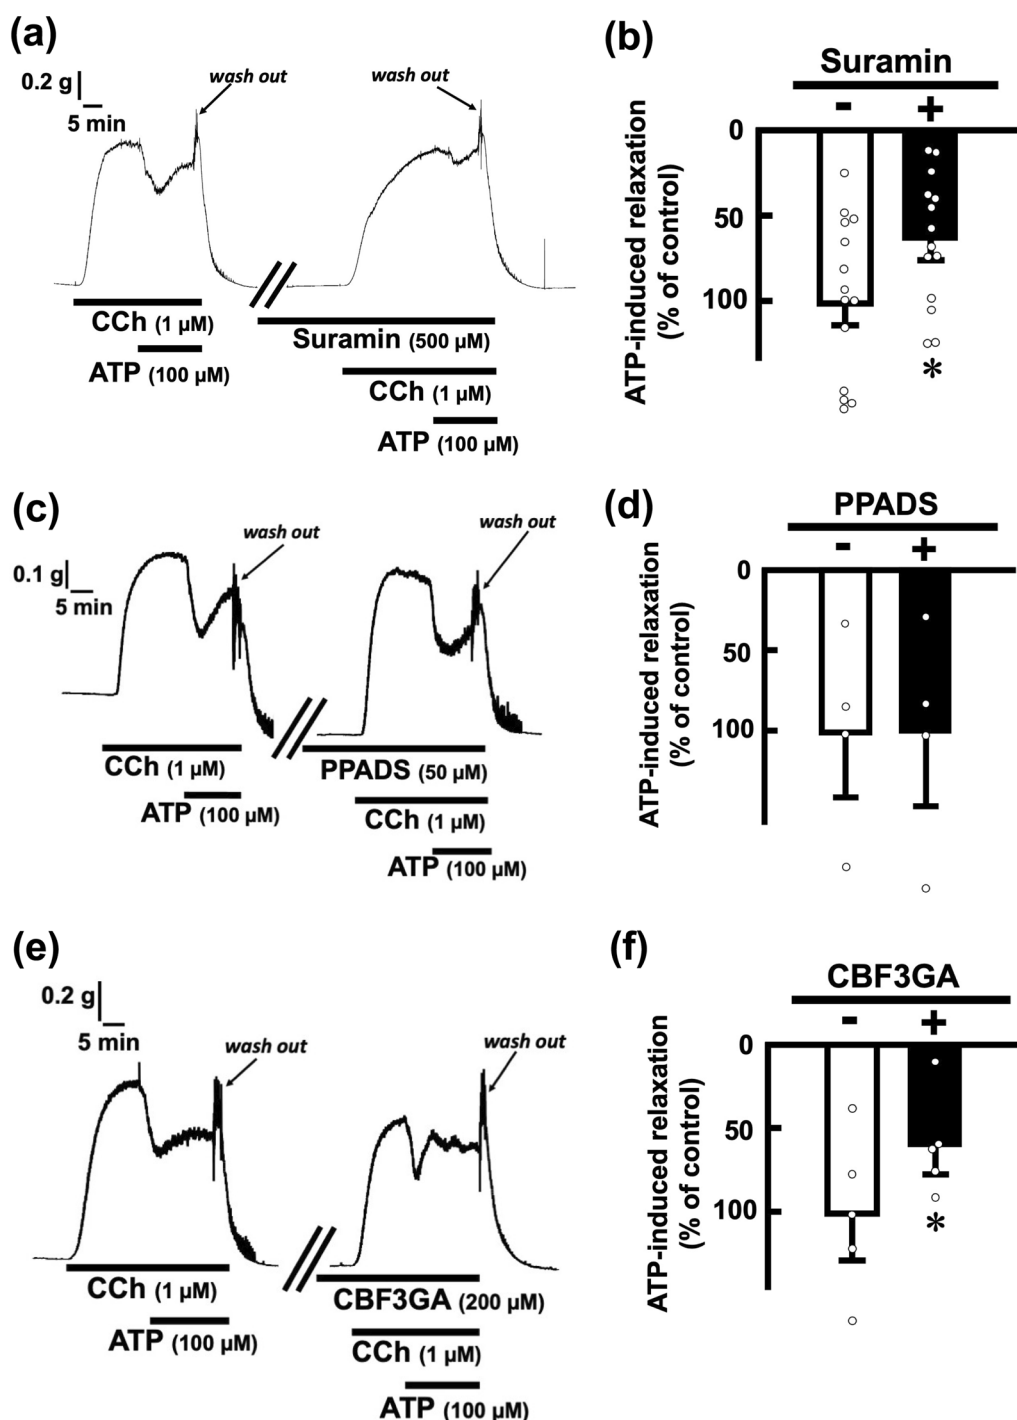 (a)
0.2 g
5 min
wash out
wash out
CCh (1 µM)
ATP (100 µM)
Suramin (500 µM)
CCh (1 µM)
ATP (100 µM)
(b)
Suramin
- +
0
50
100
ATP-induced relaxation
(% of control)
*
(c)
0.1 g
5 min
wash out
wash out
CCh (1 µM)
ATP (100 µM)
PPADS (50 µM)
CCh (1 µM)
ATP (100 µM)
(d)
PPADS
- +
0
50
100
ATP-induced relaxation
(% of control)
(e)
0.2 g
5 min
wash out
wash out
CCh (1 µM)
ATP (100 µM)
CBF3GA (200 µM)
CCh (1 µM)
ATP (100 µM)
(f)
CBF3GA
- +
0
50
100
ATP-induced relaxation
(% of control)
*